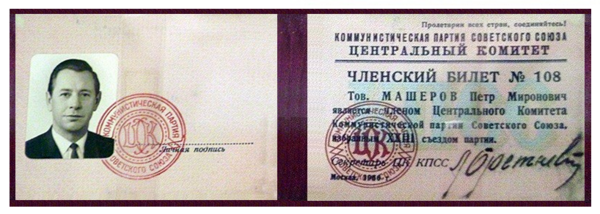 КОММУНИСТИЧЕСКАЯ ПАРТИЯ
СОВЕТСКОГО СОЮЗА
ЦК
Личная подпись
Пролетарии всех стран, соединяйтесь!
КОММУНИСТИЧЕСКАЯ ПАРТИЯ СОВЕТСКОГО СОЮЗА
ЦЕНТРАЛЬНЫЙ КОМИТЕТ
ЧЛЕНСКИЙ БИЛЕТ № 108
Тов. МАШЕРОВ Петр Миронович
является членом Центрального Комитета
Коммунистической партии Советского Союза,
избранным XXIII съездом партии.
Секретарь ЦК КПСС
Москва, 1966 г.
ЦК